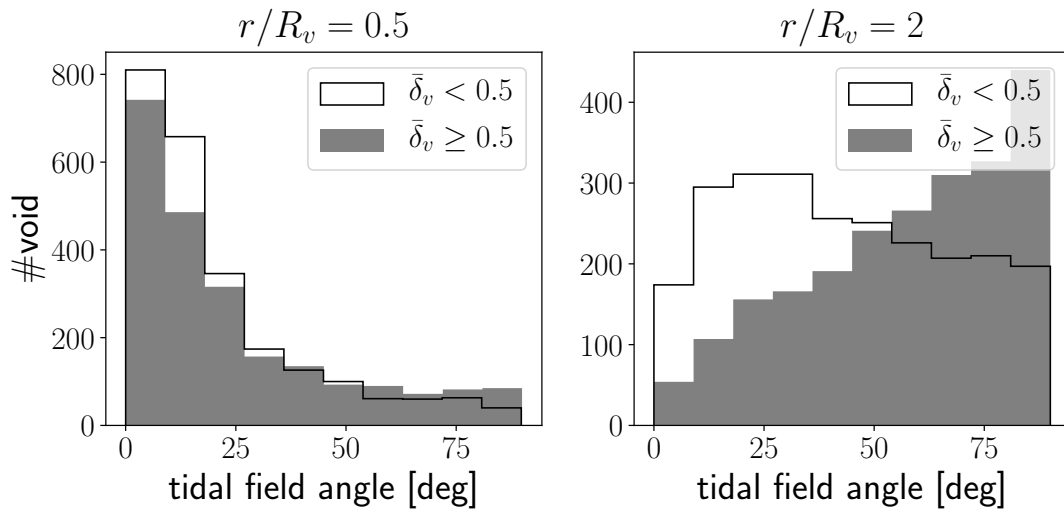 r/R_v = 0.5
δ̄_v < 0.5
δ̄_v ≥ 0.5
#void
800
600
400
200
0
0 25 50 75
tidal field angle [deg]
r/R_v = 2
δ̄_v < 0.5
δ̄_v ≥ 0.5
400
300
200
100
0
0 25 50 75
tidal field angle [deg]